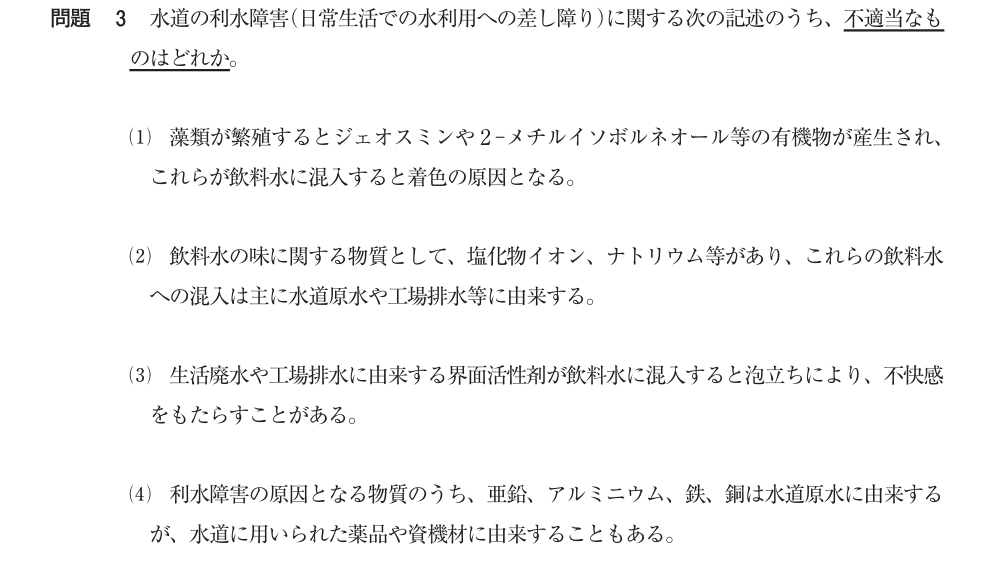 問題 3 水道の利水障害(日常生活での水利用への差し障り)に関する次の記述のうち、不適当なも
のはどれか。
(1) 藻類が繁殖するとジェオスミンや2-メチルイソボルネオール等の有機物が産生され、
これらが飲料水に混入すると着色の原因となる。
(2) 飲料水の味に関する物質として、塩化物イオン、ナトリウム等があり、これらの飲料水
への混入は主に水道原水や工場排水等に由来する。
(3) 生活廃水や工場排水に由来する界面活性剤が飲料水に混入すると泡立ちにより、不快感
をもたらすことがある。
(4) 利水障害の原因となる物質のうち、亜鉛、アルミニウム、鉄、銅は水道原水に由来する
が、水道に用いられた薬品や資機材に由来することもある。